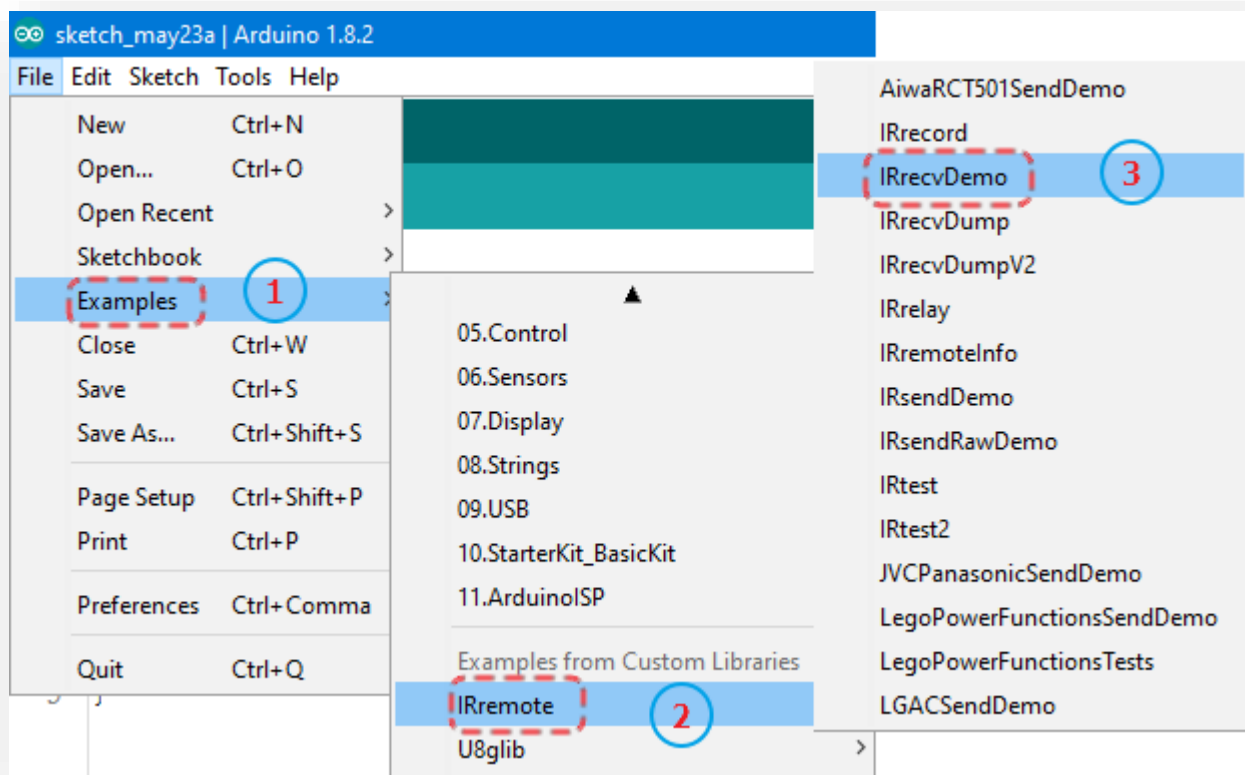 sketch_may23a | Arduino 1.8.2
File Edit Sketch Tools Help
New Ctrl+N
Open... Ctrl+O
Open Recent
Sketchbook
Examples 1
Close Ctrl+W
Save Ctrl+S
Save As... Ctrl+Shift+S
Page Setup Ctrl+Shift+P
Print Ctrl+P
Preferences Ctrl+Comma
Quit Ctrl+Q
05.Control
06.Sensors
07.Display
08.Strings
09.USB
10.StarterKit_BasicKit
11.ArduinoISP
Examples from Custom Libraries
IRremote 2
U8glib
AiwaRCT501SendDemo
IRrecord
IRrecvDemo 3
IRrecvDump
IRrecvDumpV2
IRrelay
IRremoteInfo
IRsendDemo
IRsendRawDemo
IRtest
IRtest2
JVCPanasonicSendDemo
LegoPowerFunctionsSendDemo
LegoPowerFunctionsTests
LGACSendDemo